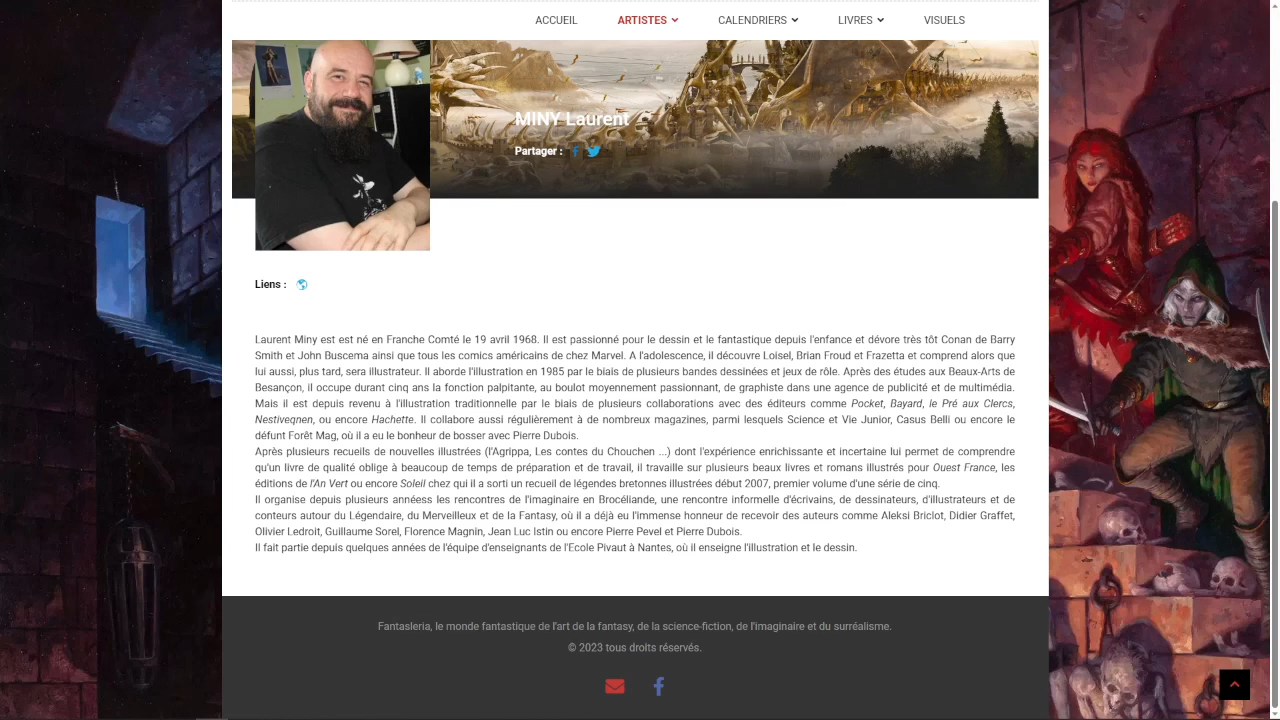 ACCUEIL ARTISTES CALENDRIERS LIVRES VISUELS
MINY Laurent
Partager :
Liens :
Laurent Miny est est né en Franche Comté le 19 avril 1968. Il est passionné pour le dessin et le fantastique depuis l'enfance et dévore très tôt Conan de Barry
Smith et John Buscema ainsi que tous les comics américains de chez Marvel. A l'adolescence, il découvre Loisel, Brian Froud et Frazetta et comprend alors que
lui aussi, plus tard, sera illustrateur. Il aborde l'illustration en 1985 par le biais de plusieurs bandes dessinées et jeux de rôle. Après des études aux Beaux-Arts de
Besançon, il occupe durant cinq ans la fonction palpitante, au boulot moyennement passionnant, de graphiste dans une agence de publicité et de multimédia.
Mais il est depuis revenu à l'illustration traditionnelle par le biais de plusieurs collaborations avec des éditeurs comme Pocket, Bayard, le Pré aux Clercs,
Nestiveqnen, ou encore Hachette. Il collabore aussi régulièrement à de nombreux magazines, parmi lesquels Science et Vie Junior, Casus Belli ou encore le
défunt Forêt Mag, où il a eu le bonheur de bosser avec Pierre Dubois.
Après plusieurs recueils de nouvelles illustrées (l'Agrippa, Les contes du Chouchen ...) dont l'expérience enrichissante et incertaine lui permet de comprendre
qu'un livre de qualité oblige à beaucoup de temps de préparation et de travail, il travaille sur plusieurs beaux livres et romans illustrés pour Ouest France, les
éditions de l'An Vert ou encore Soleil chez qui il a sorti un recueil de légendes bretonnes illustrées début 2007, premier volume d'une série de cinq.
Il organise depuis plusieurs annéess les rencontres de l'imaginaire en Brocéliande, une rencontre informelle d'écrivains, de dessinateurs, d'illustrateurs et de
conteurs autour du Légendaire, du Merveilleux et de la Fantasy, où il a déjà eu l'immense honneur de recevoir des auteurs comme Aleksi Briclot, Didier Graffet,
Olivier Ledroit, Guillaume Sorel, Florence Magnin, Jean Luc Istin ou encore Pierre Pevel et Pierre Dubois.
Il fait partie depuis quelques années de l'équipe d'enseignants de l'Ecole Pivaut à Nantes, où il enseigne l'illustration et le dessin.
Fantasleria, le monde fantastique de l'art de la fantasy, de la science-fiction, de l'imaginaire et du surréalisme.
© 2023 tous droits réservés.